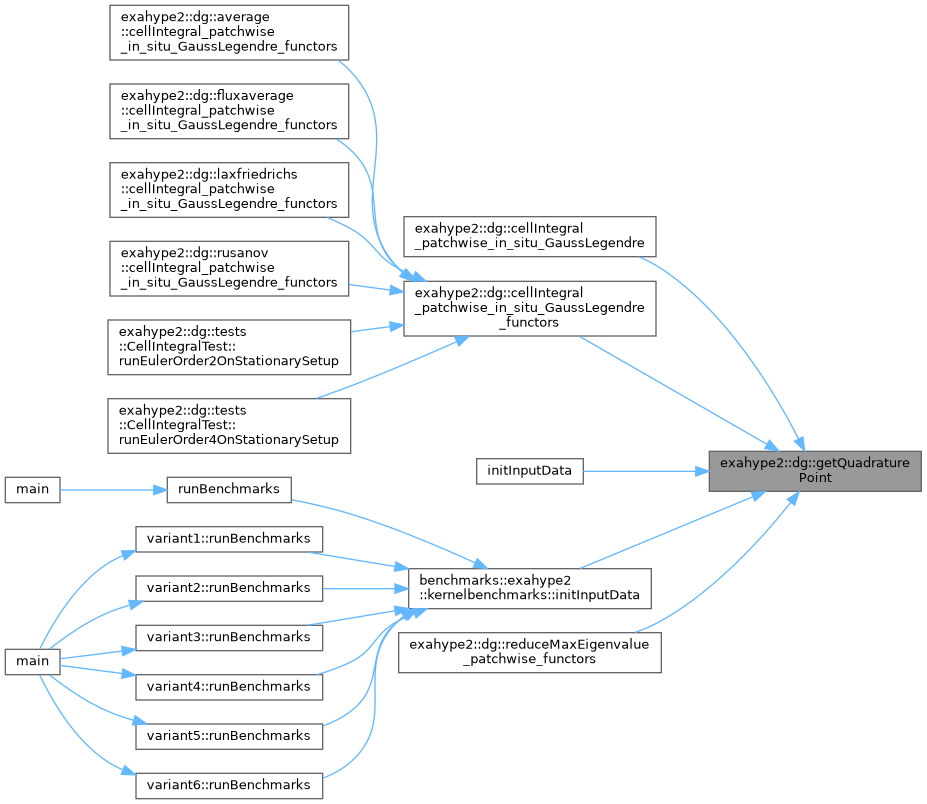 exahype2::dg::average
::cellIntegral_patchwise
_in_situ_GaussLegendre_functors
exahype2::dg::fluxaverage
::cellIntegral_patchwise
_in_situ_GaussLegendre_functors
exahype2::dg::laxfriedrichs
::cellIntegral_patchwise
_in_situ_GaussLegendre_functors
exahype2::dg::rusanov
::cellIntegral_patchwise
_in_situ_GaussLegendre_functors
exahype2::dg::tests
::CellIntegralTest::
runEulerOrder2OnStationarySetup
exahype2::dg::tests
::CellIntegralTest::
runEulerOrder4OnStationarySetup
exahype2::dg::cellIntegral
_patchwise_in_situ_GaussLegendre
exahype2::dg::cellIntegral
_patchwise_in_situ_GaussLegendre
_functors
initInputData
exahype2::dg::getQuadrature
Point
main
runBenchmarks
variant1::runBenchmarks
variant2::runBenchmarks
variant3::runBenchmarks
main
variant4::runBenchmarks
variant5::runBenchmarks
variant6::runBenchmarks
benchmarks::exahype2
::kernelbenchmarks::initInputData
exahype2::dg::reduceMaxEigenvalue
_patchwise_functors